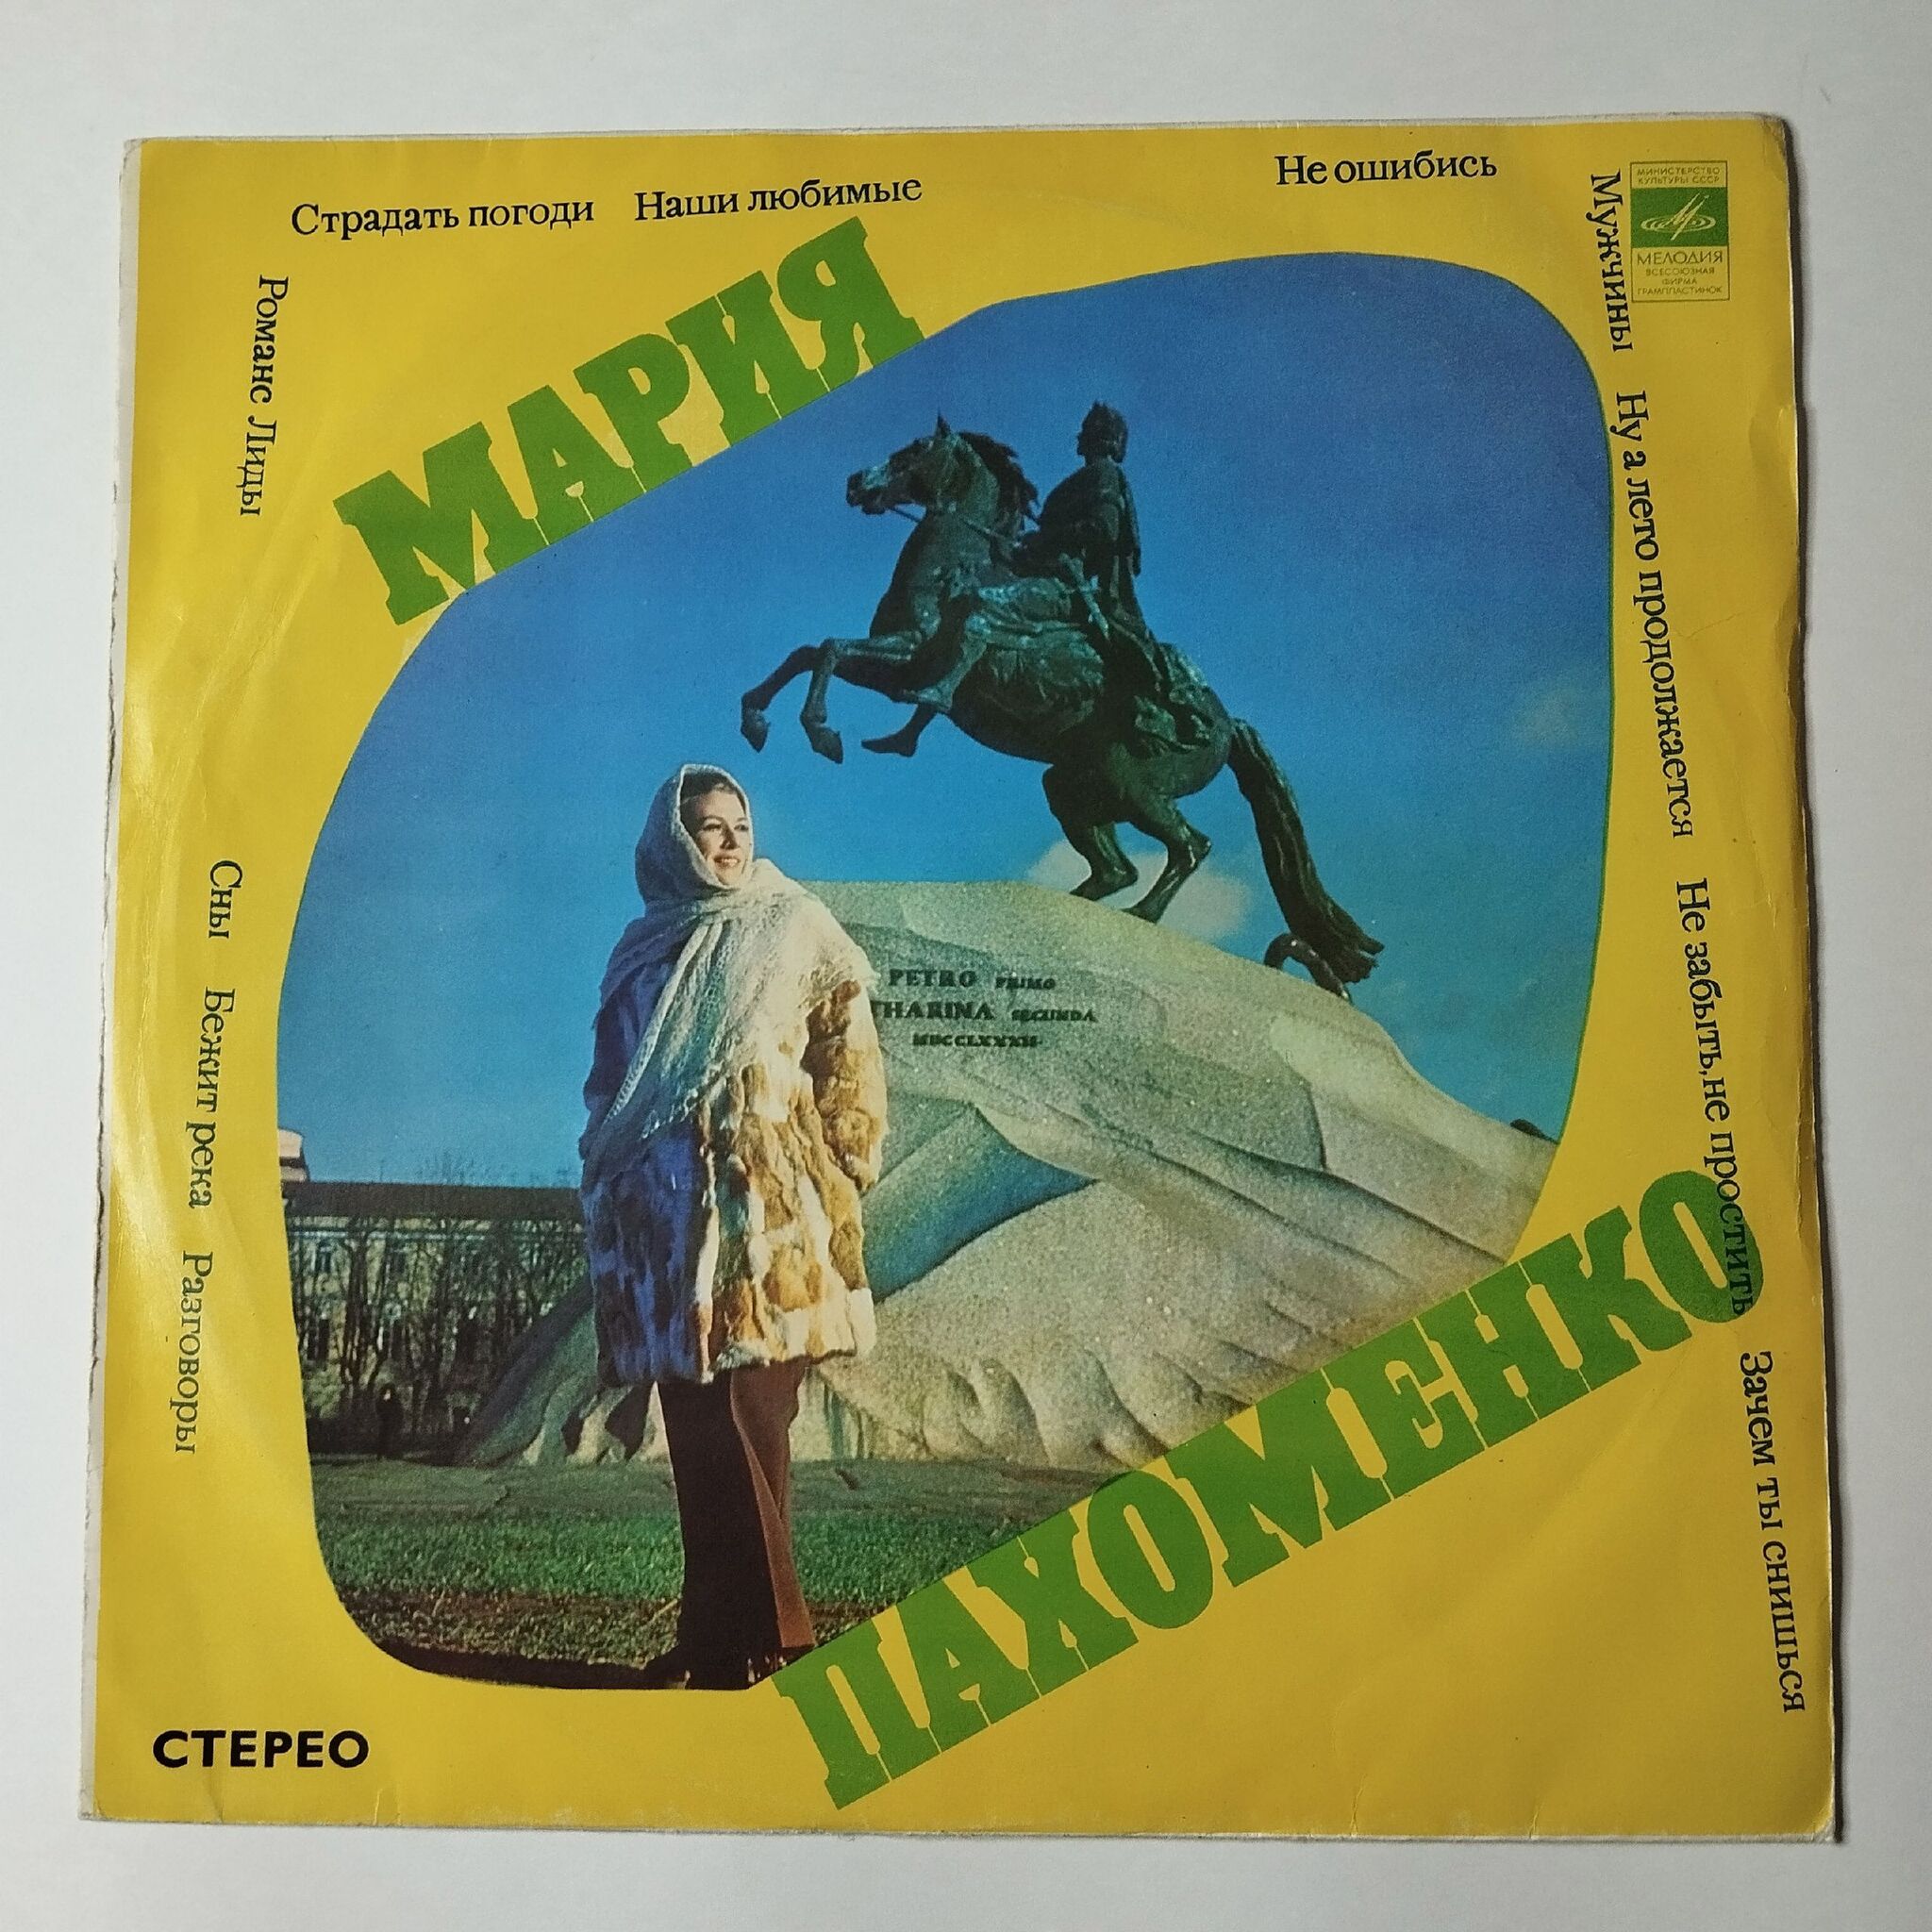 Страдать погоди
Наши любимые
Не ошибись
МИНИСТЕРСТВО
КУЛЬТУРЫ СССР
МЕЛОДИЯ
ВСЕСОЮЗНАЯ
ФИРМА
ГРАМПЛАСТИНОК
МАРИЯ
Романс Лиды
Мужчины
Ну а лето продолжается
Не забыть, не простить
Зачем ты снишься
PETRO PRIMO
THARINA SECUNDA
MDCCLXXXII
Сны
Бежит река
Разговоры
ПАХОМЕНКО
СТЕРЕО